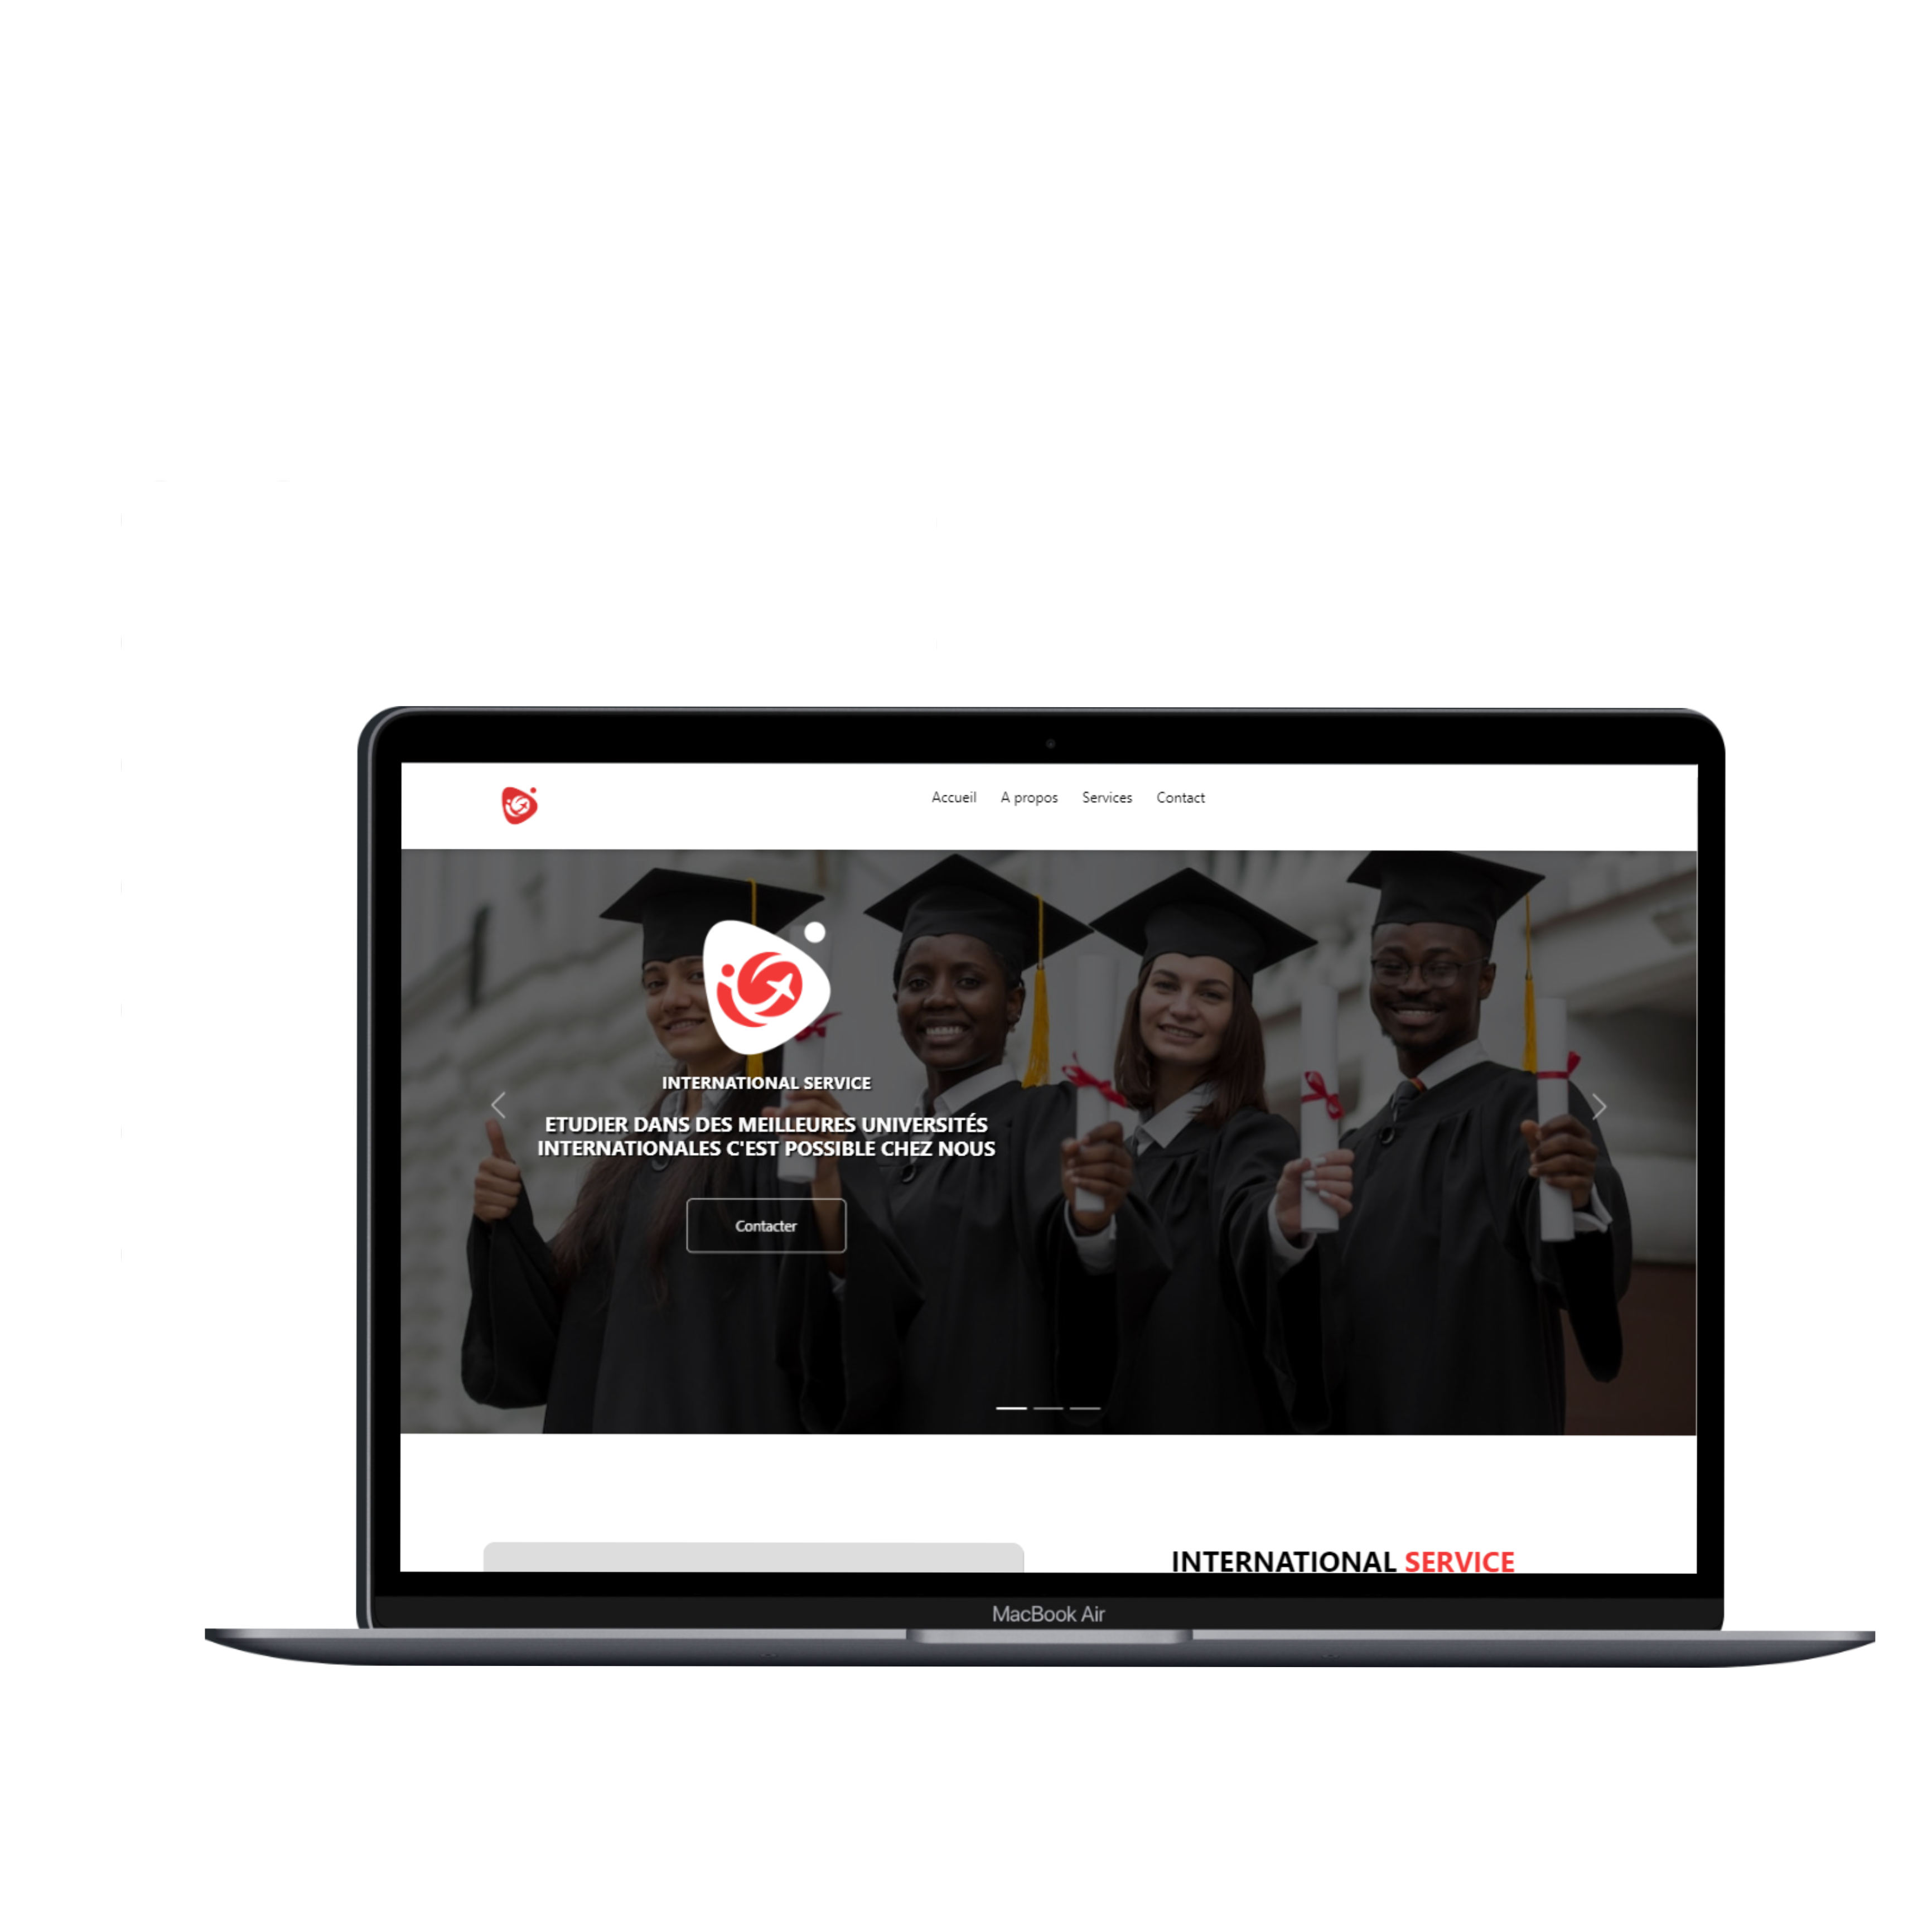 Accueil A propos Services Contact
INTERNATIONAL SERVICE
ETUDIER DANS DES MEILLEURES UNIVERSITÉS
INTERNATIONALES C'EST POSSIBLE CHEZ NOUS
Contacter
INTERNATIONAL SERVICE
MacBook Air